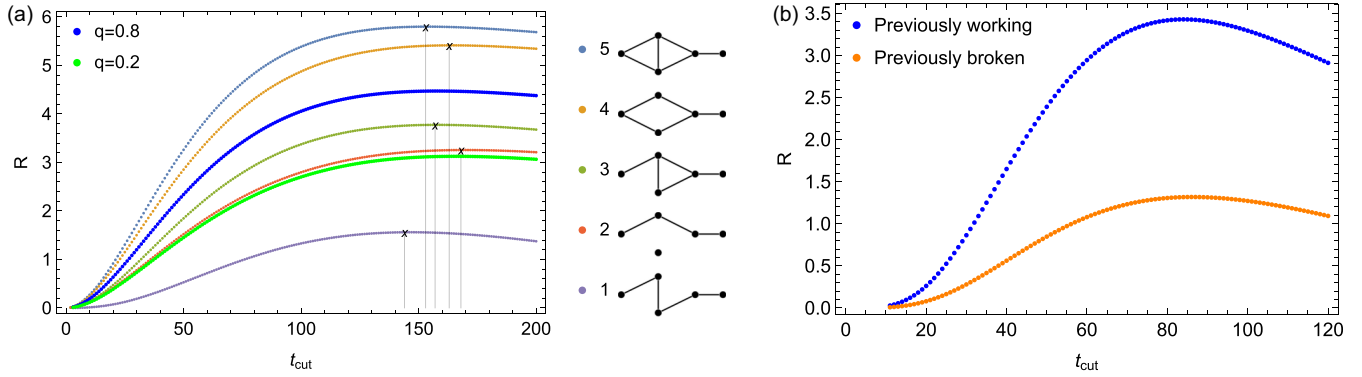 (a)
q=0.8
q=0.2
R
0
1
2
3
4
5
6
x
x
x
x
x
0
50
100
150
200
t_cut
5
4
3
2
1
(b)
Previously working
Previously broken
R
0.0
0.5
1.0
1.5
2.0
2.5
3.0
3.5
0
20
40
60
80
100
120
t_cut